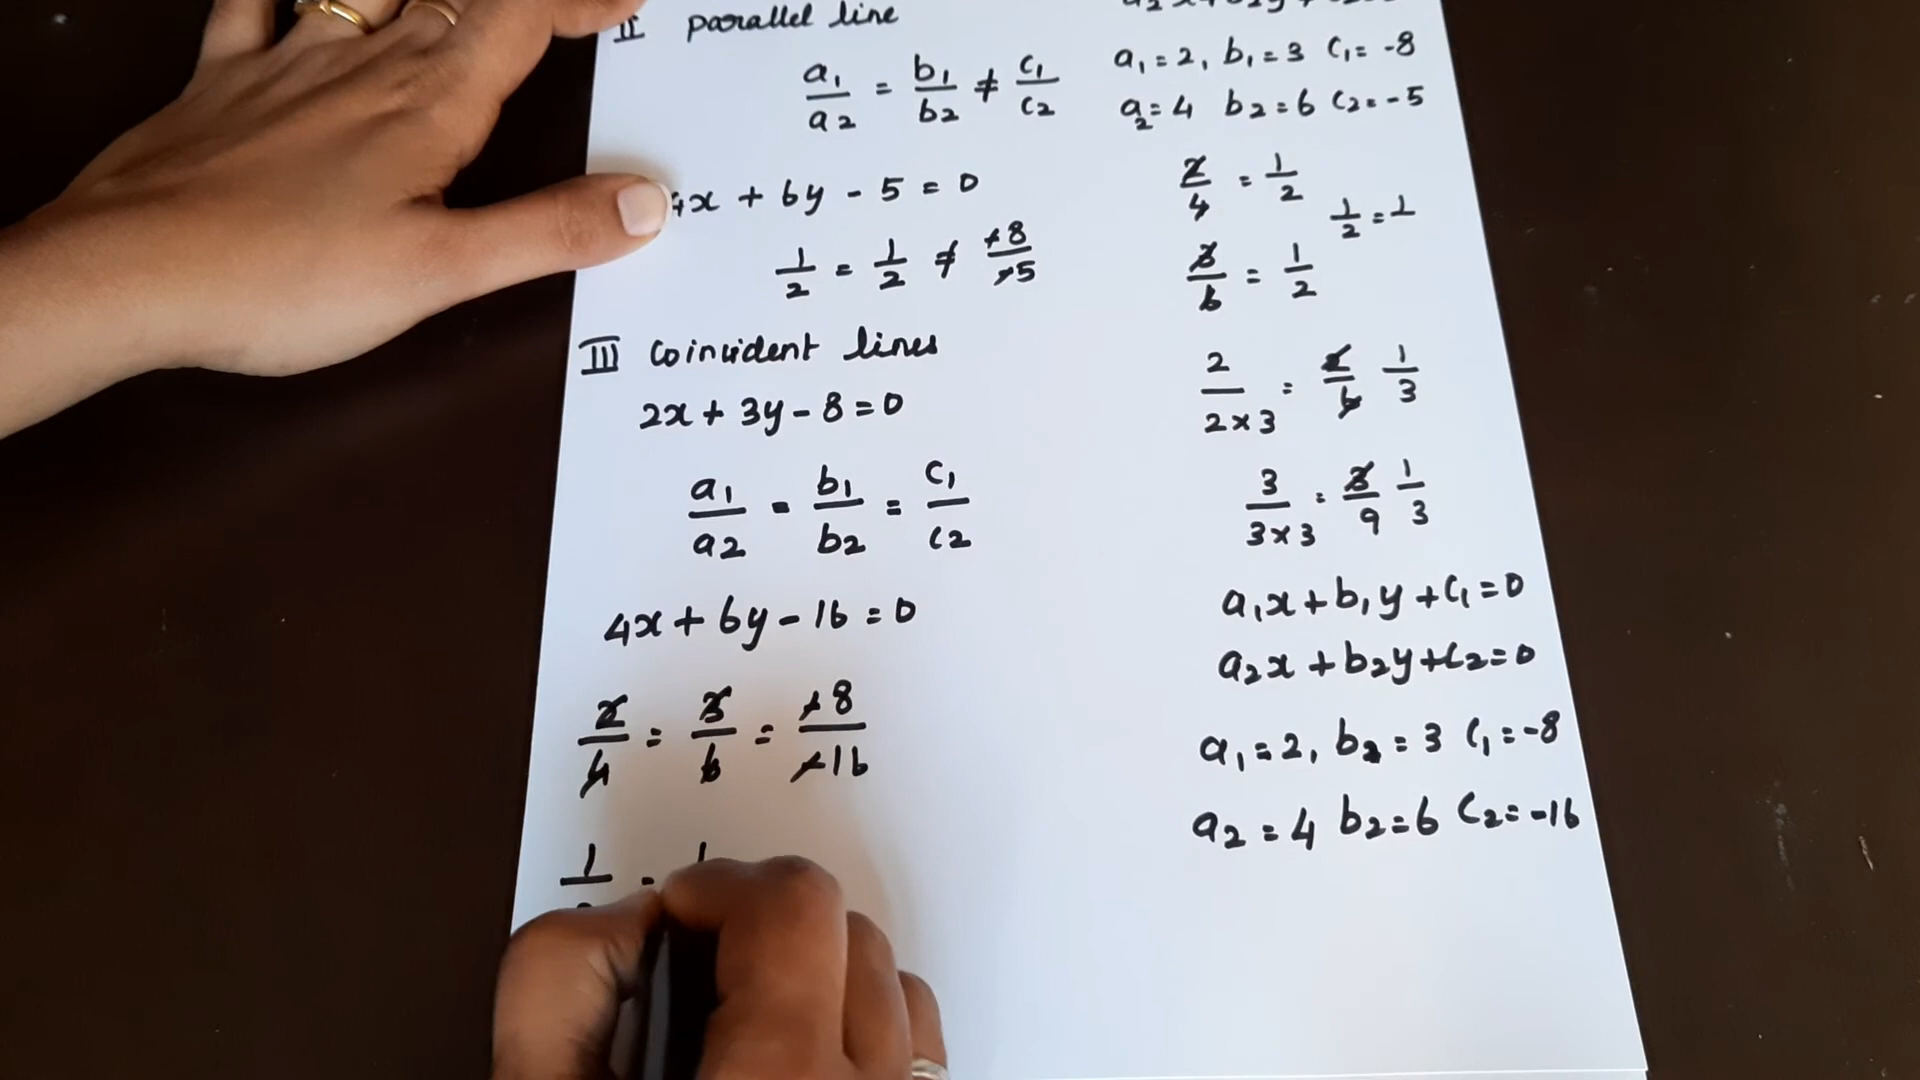 II parallel line
a1/a2 = b1/b2 ≠ c1/c2
4x + 6y - 5 = 0
1/2 = 1/2 ≠ -8/-5
III Coincident lines
2x + 3y - 8 = 0
a1/a2 = b1/b2 = c1/c2
4x + 6y - 16 = 0
2/4 = 3/6 = -8/-16
1 = 1
a1 = 2, b1 = 3 c1 = -8
a2 = 4 b2 = 6 c2 = -5
2/4 = 1/2
1/2 = 1
3/6 = 1/2
2/2×3 = 2/6 1/3
3/3×3 = 3/9 1/3
a1x + b1y + c1 = 0
a2x + b2y + c2 = 0
a1 = 2, b2 = 3 c1 = -8
a2 = 4 b2 = 6 c2 = -16